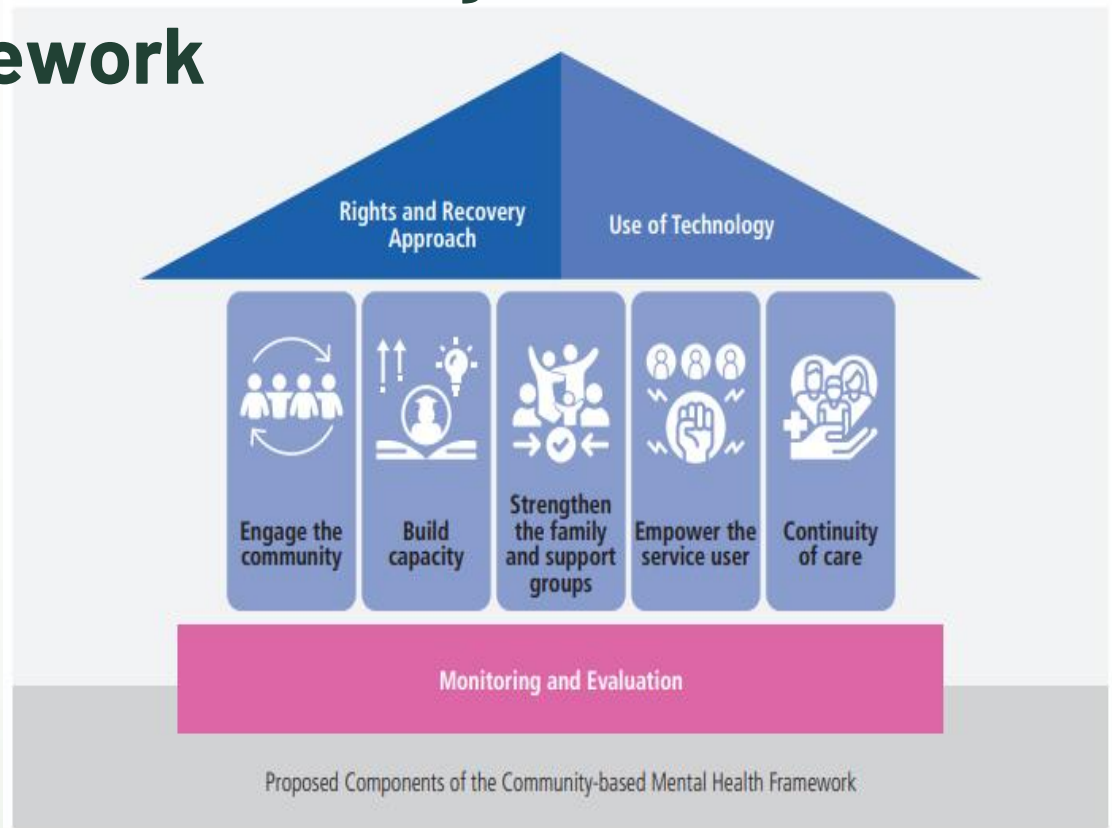 ework
Rights and Recovery
Approach
Use of Technology
Engage the
community
Build
capacity
Strengthen
the family
and support
groups
Empower the
service user
Continuity
of care
Monitoring and Evaluation
Proposed Components of the Community-based Mental Health Framework